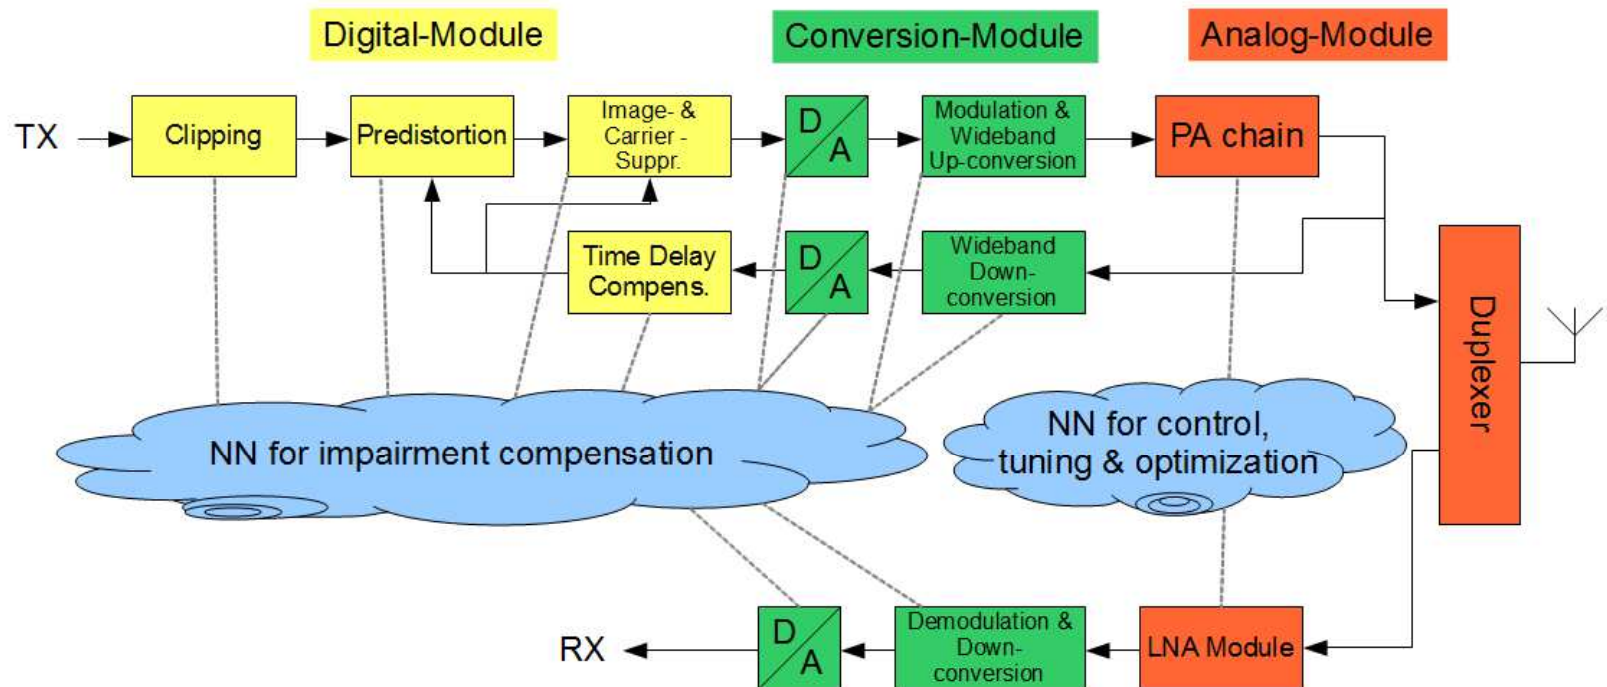 Digital-Module
Conversion-Module
Analog-Module
TX
Clipping
Predistortion
Image- &
Carrier -
Suppr.
D
A
Modulation &
Wideband
Up-conversion
PA chain
Time Delay
Compens.
D
A
Wideband
Down-
conversion
Duplexer
NN for impairment compensation
NN for control,
tuning & optimization
RX
D
A
Demodulation &
Down-
conversion
LNA Module